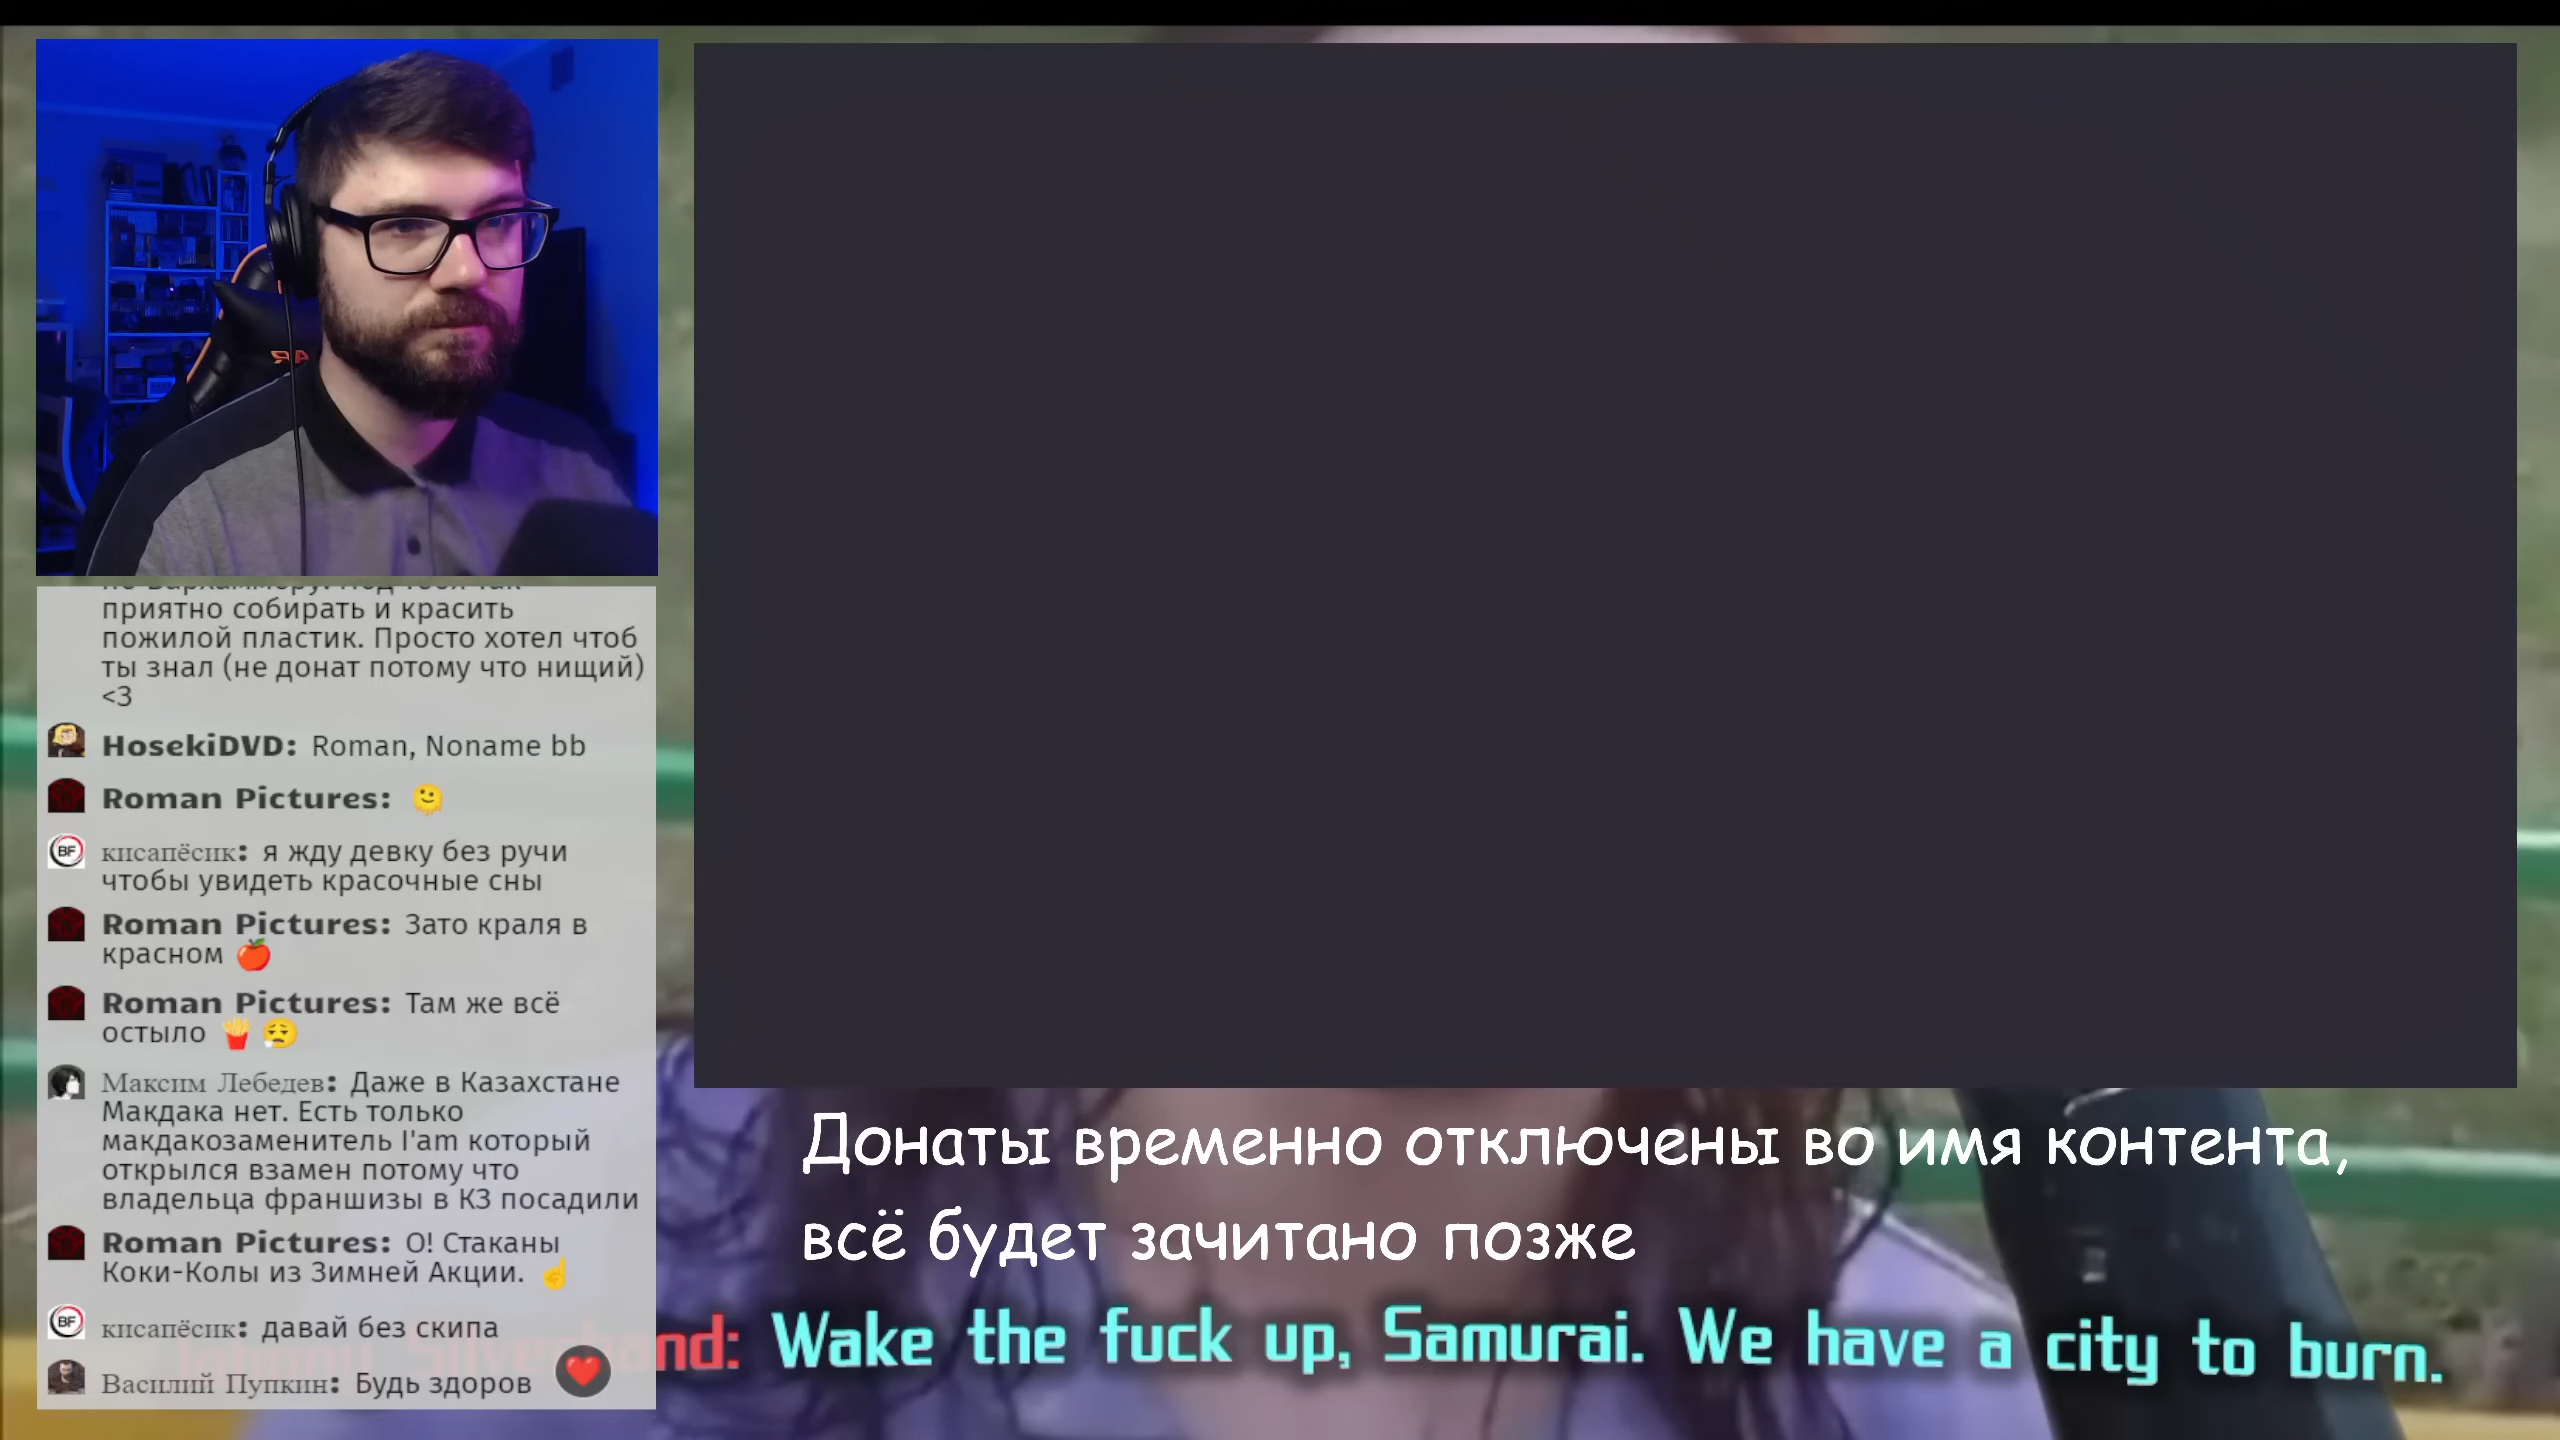 приятно собирать и красить
пожилой пластик. Просто хотел чтоб
ты знал (не донат потому что нищий)
<3
HosekiDVD: Roman, Noname bb
Roman Pictures: 🫠
BF
кисапёсик: я жду девку без ручи
чтобы увидеть красочные сны
Roman Pictures: Зато краля в
красном 🍎
Roman Pictures: Там же всё
остыло 🍟 😮‍💨
Максим Лебедев: Даже в Казахстане
Макдака нет. Есть только
макдакозаменитель I'am который
открылся взамен потому что
владельца франшизы в КЗ посадили
Roman Pictures: О! Стаканы
Коки-Колы из Зимней Акции. ☝️
BF
кисапёсик: давай без скипа
Василий Пупкин: Будь здоров
Донаты временно отключены во имя контента,
всё будет зачитано позже
Johnny Silverhand: Wake the fuck up, Samurai. We have a city to burn.